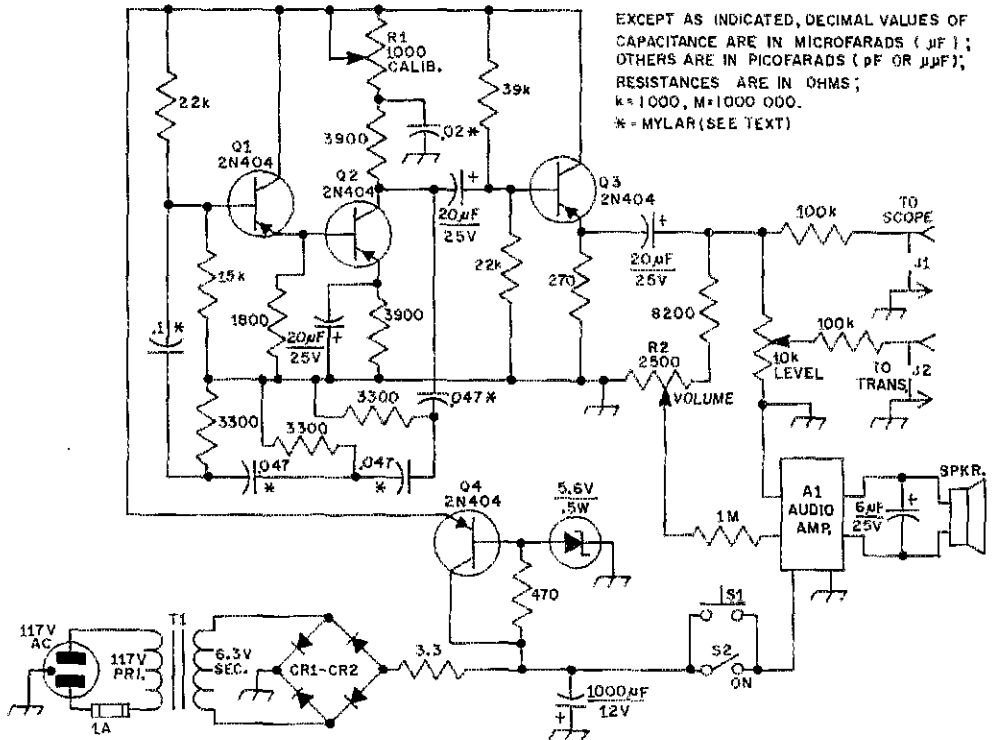 EXCEPT AS INDICATED, DECIMAL VALUES OF
CAPACITANCE ARE IN MICROFARADS ( µF ) ;
OTHERS ARE IN PICOFARADS ( pF OR µµF);
RESISTANCES ARE IN OHMS ;
k=1000, M=1000 000.
* = MYLAR (SEE TEXT)
R1
1000
CALIB.
22k
39k
.02 *
3900
Q1
2N404
Q2
2N404
Q3
2N404
20µF
25V
20µF
25V
100k
TO
SCOPE
J1
15k
22k
270
8200
.1 *
1800
20µF
25V
3900
R2
2500
VOLUME
10k
LEVEL
100k
TO
TRANS.
J2
3300
3300
3300
.047 *
.047
*
.047
*
Q4
2N404
5.6V
.5W
1M
A1
AUDIO
AMP.
6µF
25V
SPKR.
470
S1
S2
ON
117V
AC
T1
117V
PRI.
6.3V
SEC.
CR1-CR2
3.3
1000µF
12V
1A